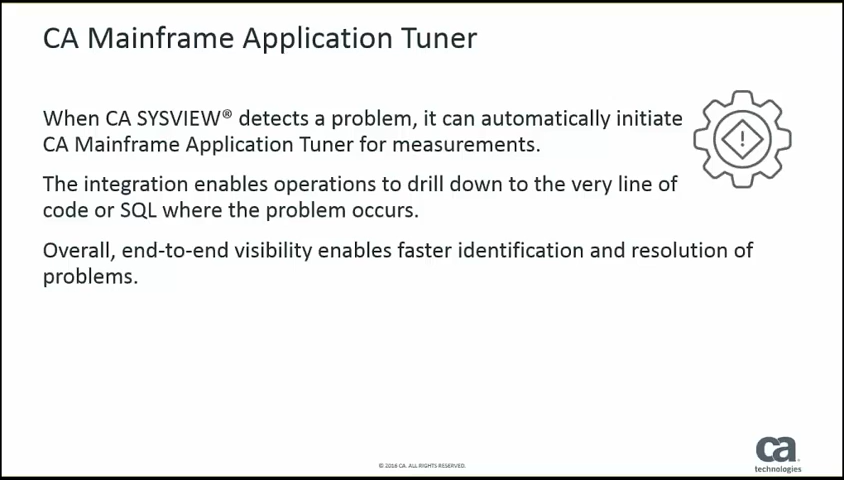 CA Mainframe Application Tuner
When CA SYSVIEW® detects a problem, it can automatically initiate
CA Mainframe Application Tuner for measurements.
The integration enables operations to drill down to the very line of
code or SQL where the problem occurs.
Overall, end-to-end visibility enables faster identification and resolution of
problems.
© 2016 CA. ALL RIGHTS RESERVED.
ca
technologies